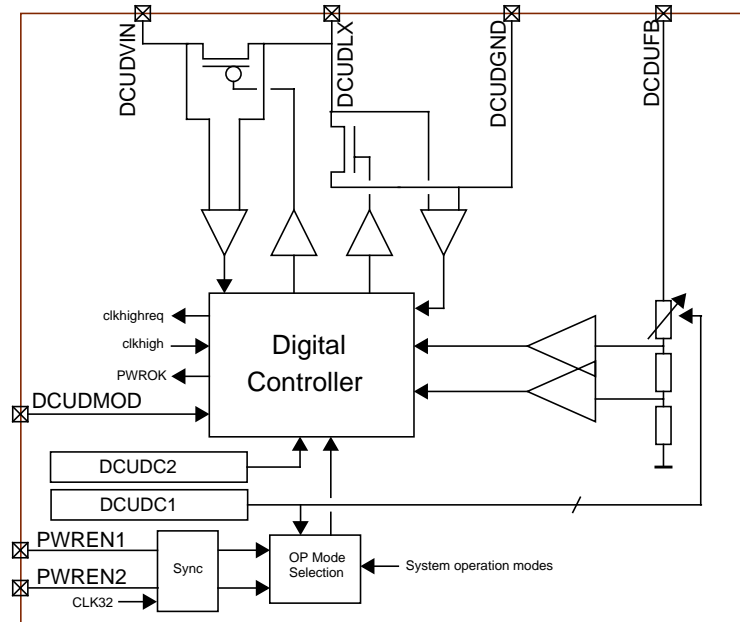 DCUDVIN
DCUDLX
DCUDGND
DCDUFB
clkhighreq
clkhigh
PWROK
Digital
Controller
DCUDMOD
DCUDC2
DCUDC1
PWREN1
PWREN2
CLK32
Sync
OP Mode
Selection
System operation modes